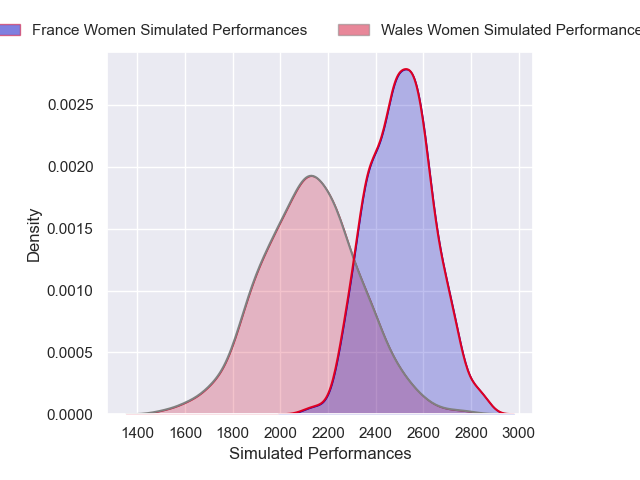 France Women Simulated Performances
Wales Women Simulated Performance
0.0025
0.0020
0.0015
0.0010
0.0005
0.0000
Density
1400 1600 1800 2000 2200 2400 2600 2800 3000
Simulated Performances